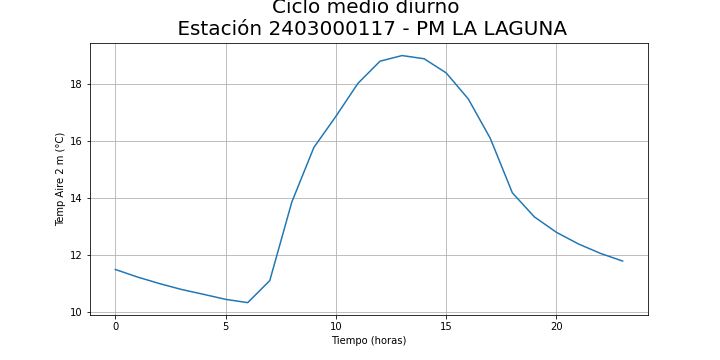 Ciclo medio diurno
Estación 2403000117 - PM LA LAGUNA
Temp Aire 2 m (°C)
18
16
14
12
10
0
5
10
15
20
Tiempo (horas)